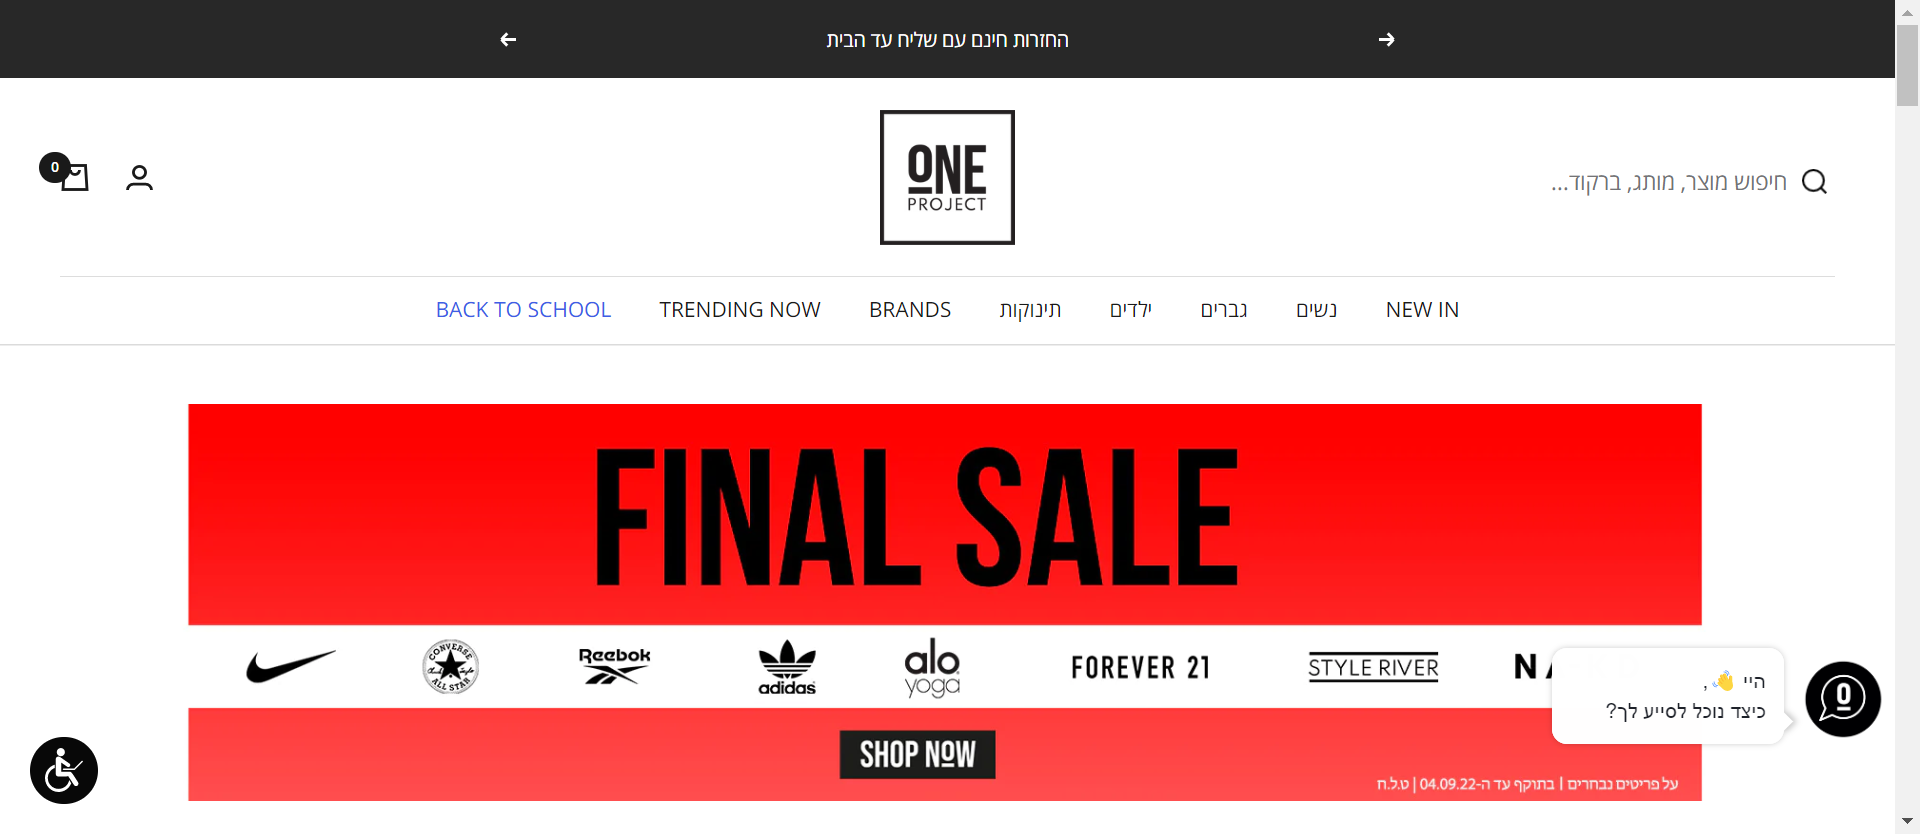 החזרות חינם עם שליח עד הבית
ONE
PROJECT
חיפוש מוצר, מותג, ברקוד...
0
NEW IN
נשים
גברים
ילדים
תינוקות
BRANDS
TRENDING NOW
BACK TO SCHOOL
FINAL SALE
CONVERSE
ALL STAR
Reebok
adidas
alo
yoga
FOREVER 21
STYLE RIVER
היי 👋,
כיצד נוכל לסייע לך?
SHOP NOW
על פריטים נבחרים | בתוקף עד ה-04.09.22 | ט.ל.ח